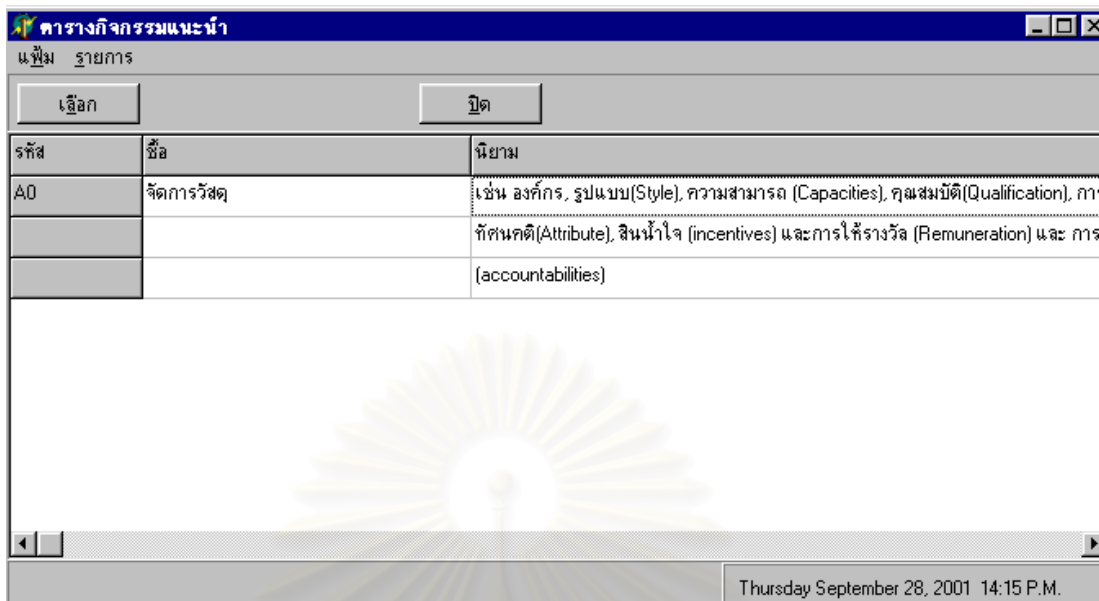 ตารางกิจกรรมแนะนำ
แฟ้ม รายการ
เลือก ปิด
รหัส ชื่อ นิยาม
A0 จัดการวัสดุ เช่น องค์กร, รูปแบบ(Style), ความสามารถ (Capacities), คุณสมบัติ(Qualification),
ทัศนคติ(Attribute), สินน้ำใจ (incentives) และการให้รางวัล (Remuneration) และ การ
(accountabilities)
Thursday September 28, 2001 14:15 P.M.